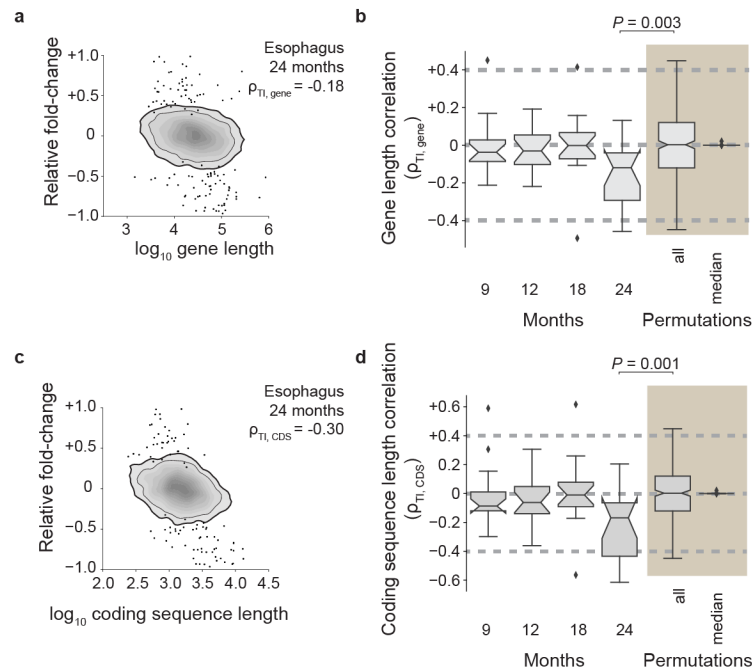 a
Relative fold-change
+1.0
+0.5
0
−0.5
−1.0
3 4 5 6
log10 gene length
Esophagus
24 months
ρTI, gene = -0.18
b
P = 0.003
Gene length correlation
(ρTI, gene)
+0.4
+0.2
0
−0.2
−0.4
9 12 18 24
all
median
Months
Permutations
c
Relative fold-change
+1.0
+0.5
0
−0.5
−1.0
2.0 2.5 3.0 3.5 4.0 4.5
log10 coding sequence length
Esophagus
24 months
ρTI, CDS = -0.30
d
P = 0.001
Coding sequence length correlation
(ρTI, CDS)
+0.6
+0.4
0.2
0
−0.2
−0.4
−0.6
9 12 18 24
all
median
Months
Permutations